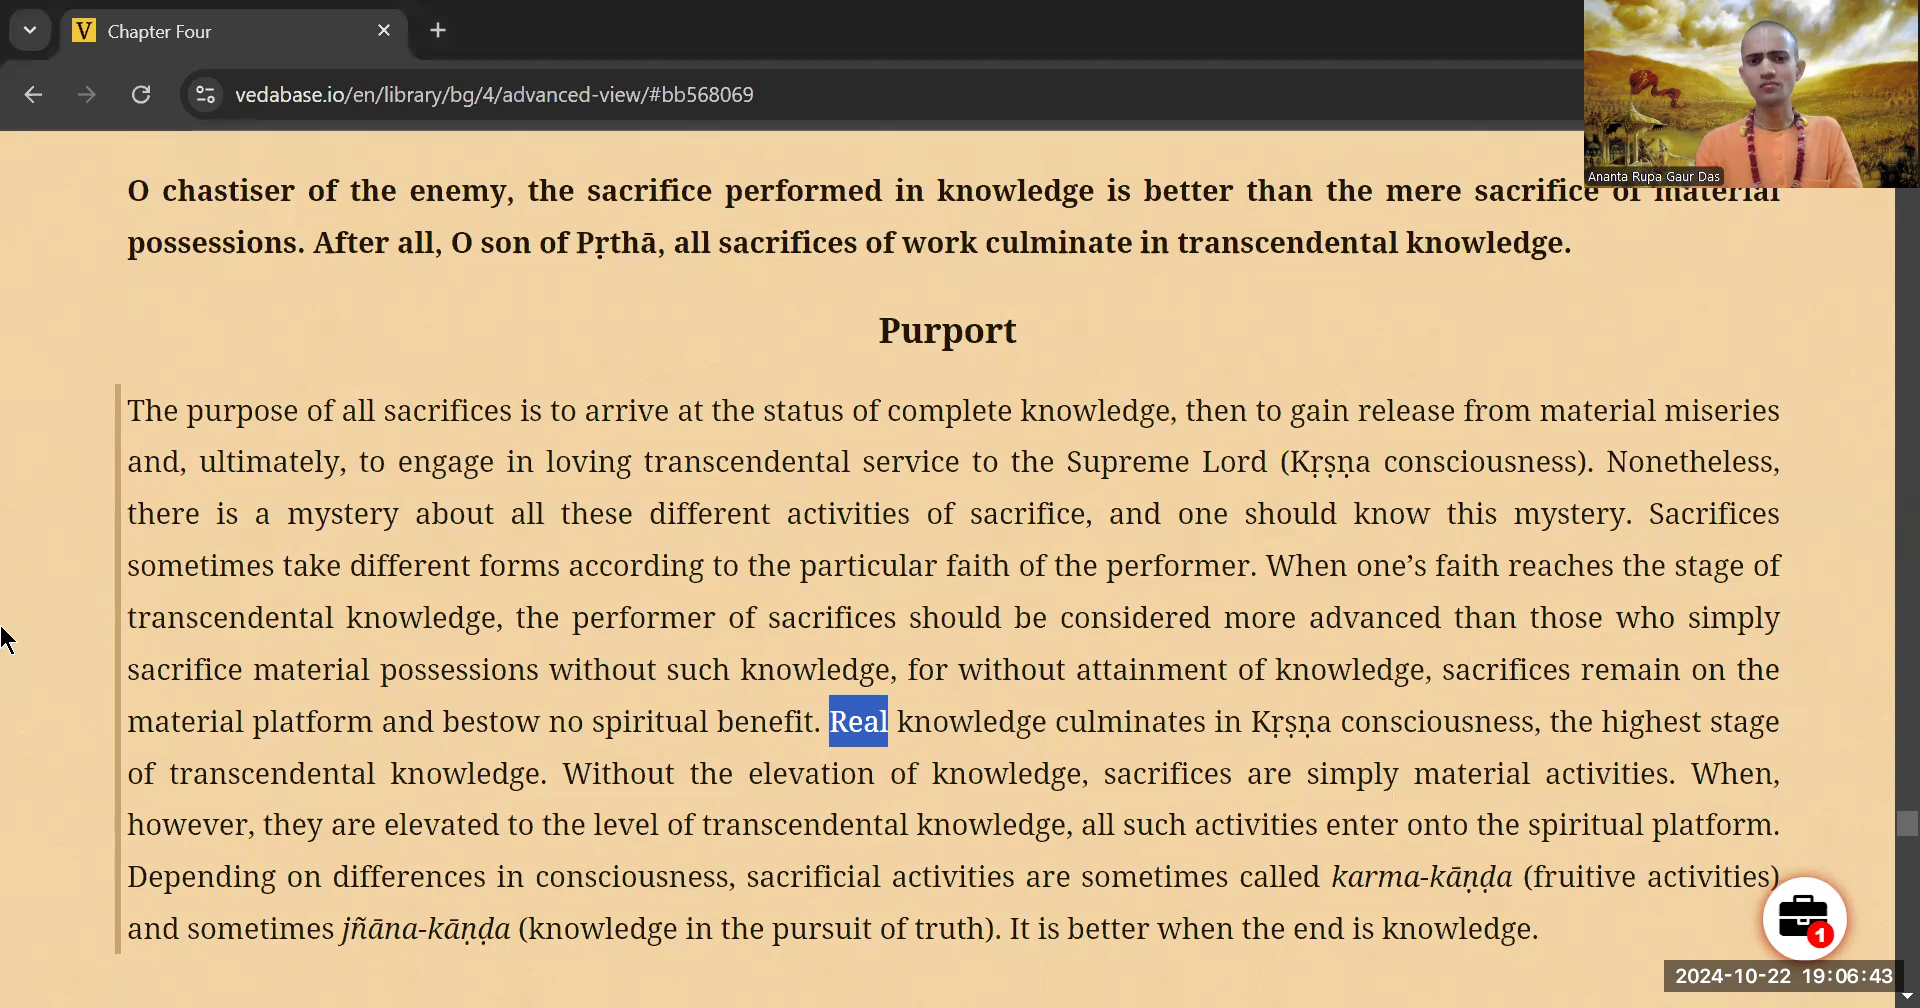 Chapter Four
vedabase.io/en/library/bg/4/advanced-view/#bb568069
Ananta Rupa Gaur Das
O chastiser of the enemy, the sacrifice performed in knowledge is better than the mere sacrifice of material
possessions. After all, O son of Pṛthā, all sacrifices of work culminate in transcendental knowledge.
Purport
The purpose of all sacrifices is to arrive at the status of complete knowledge, then to gain release from material miseries
and, ultimately, to engage in loving transcendental service to the Supreme Lord (Kṛṣṇa consciousness). Nonetheless,
there is a mystery about all these different activities of sacrifice, and one should know this mystery. Sacrifices
sometimes take different forms according to the particular faith of the performer. When one’s faith reaches the stage of
transcendental knowledge, the performer of sacrifices should be considered more advanced than those who simply
sacrifice material possessions without such knowledge, for without attainment of knowledge, sacrifices remain on the
material platform and bestow no spiritual benefit. Real knowledge culminates in Kṛṣṇa consciousness, the highest stage
of transcendental knowledge. Without the elevation of knowledge, sacrifices are simply material activities. When,
however, they are elevated to the level of transcendental knowledge, all such activities enter onto the spiritual platform.
Depending on differences in consciousness, sacrificial activities are sometimes called karma-kāṇḍa (fruitive activities)
and sometimes jñāna-kāṇḍa (knowledge in the pursuit of truth). It is better when the end is knowledge.
1
2024-10-22 19:06:43